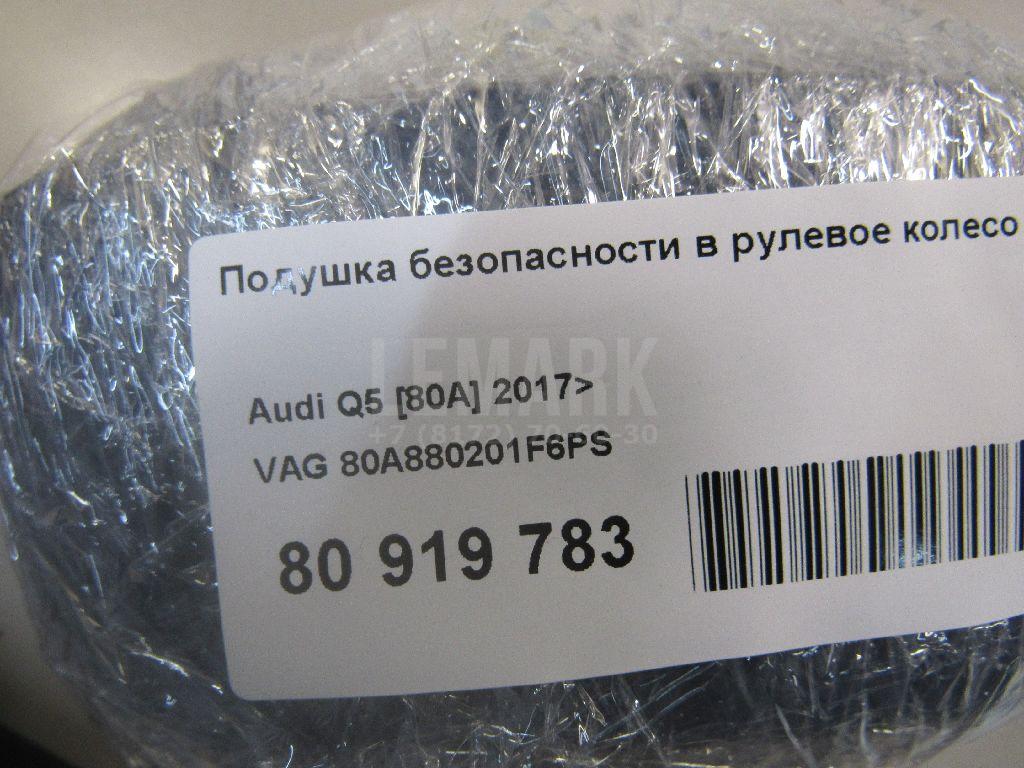 Подушка безопасности в рулевое колесо
LEMARK
Audi Q5 [80A] 2017>
VAG 80A880201F6PS
80 919 783